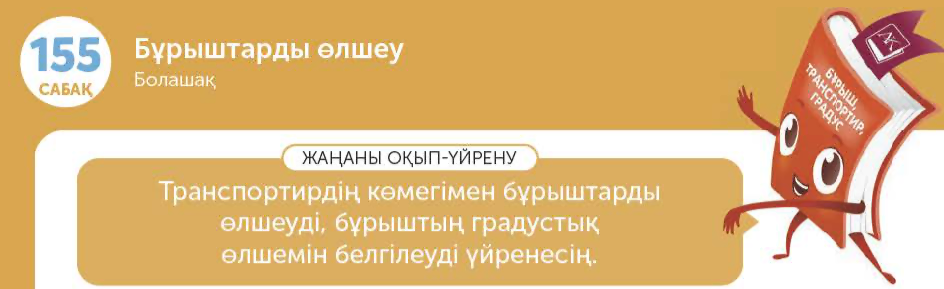 155
САБАҚ
Бұрыштарды өлшеу
Болашақ
БҰРЫШ,
ТРАНСПОРТИР,
ГРАДУС
ЖАҢАНЫ ОҚЫП-ҮЙРЕНУ
Транспортирдің көмегімен бұрыштарды
өлшеуді, бұрыштың градустық
өлшемін белгілеуді үйренесің.